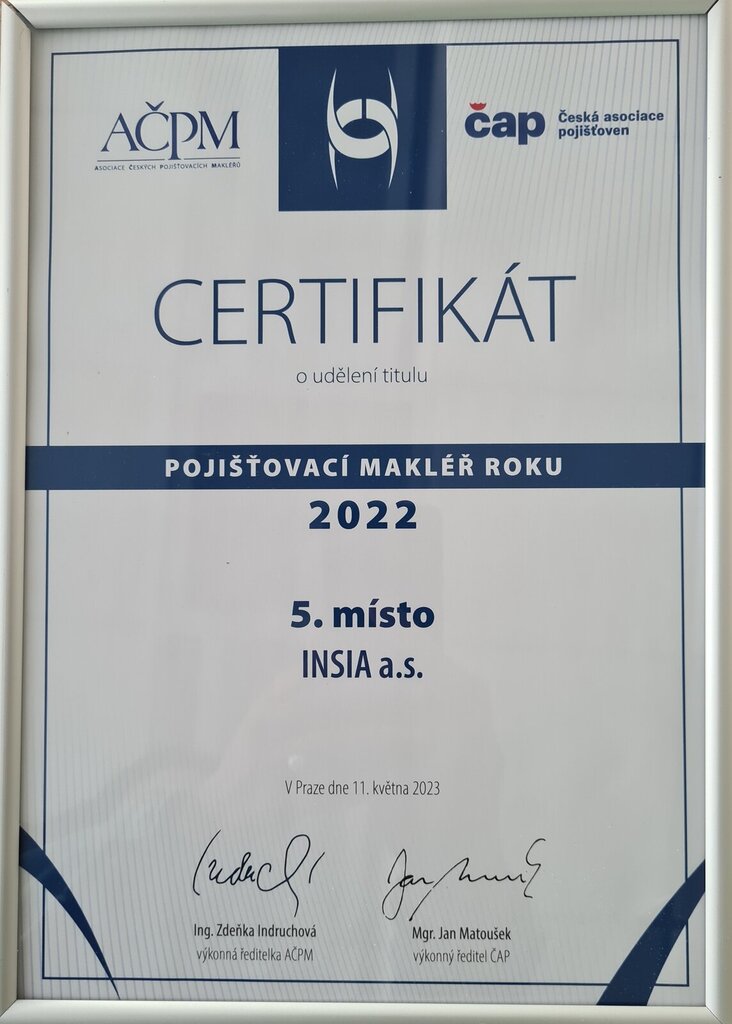 AČPM
ASOCIACE ČESKÝCH POJIŠŤOVACÍCH MAKLÉŘŮ
čap Česká asociace
pojišťoven
CERTIFIKÁT
o udělení titulu
POJIŠŤOVACÍ MAKLÉŘ ROKU
2022
5. místo
INSIA a.s.
V Praze dne 11. května 2023
Ing. Zdeňka Indruchová
výkonná ředitelka AČPM
Mgr. Jan Matoušek
výkonný ředitel ČAP